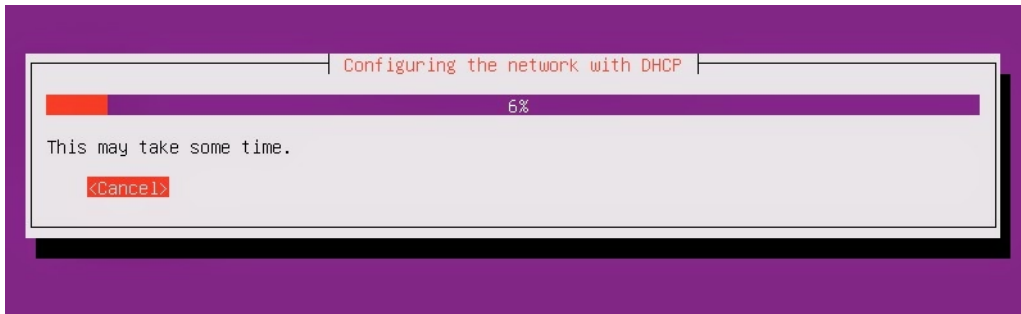 Configuring the network with DHCP
6%
This may take some time.
<Cancel>